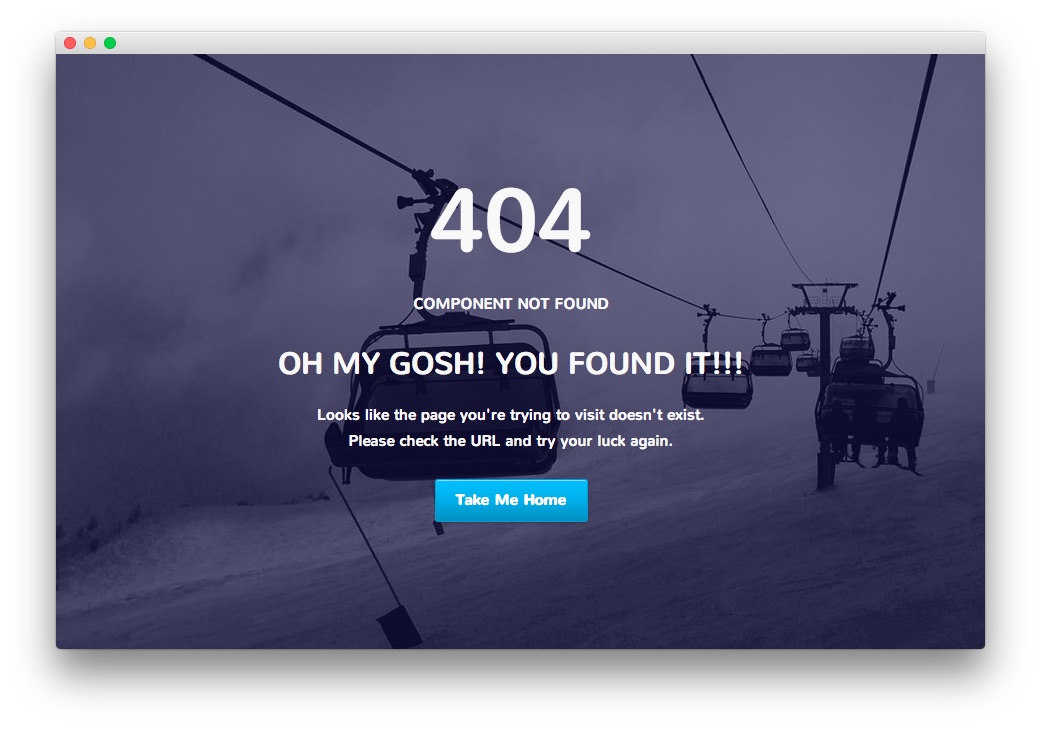 404
COMPONENT NOT FOUND
OH MY GOSH! YOU FOUND IT!!!
Looks like the page you're trying to visit doesn't exist.
Please check the URL and try your luck again.
Take Me Home